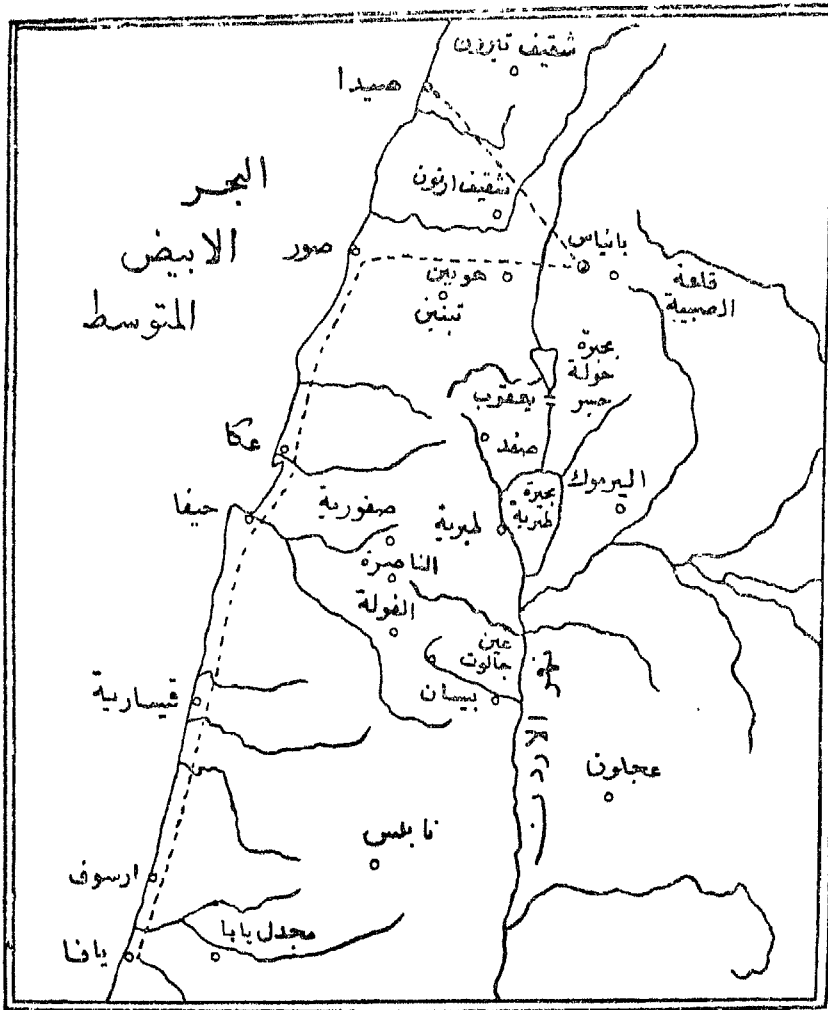 شقيف تيرون
صيدا
البحر
الابيض
المتوسط
شقيف ارنون
صور
بانياس
قلعة
الصبيبة
هونين
تبنين
بحيرة
حولة
جسر
يعقوب
صفد
عكا
اليرموك
بحيرة
طبرية
طبرية
صفورية
حيفا
الناصرة
الفولة
عين
جالوت
بيسان
نهر الاردن
قيسارية
عجلون
نابلس
ارسوف
مجدل يابا
يافا